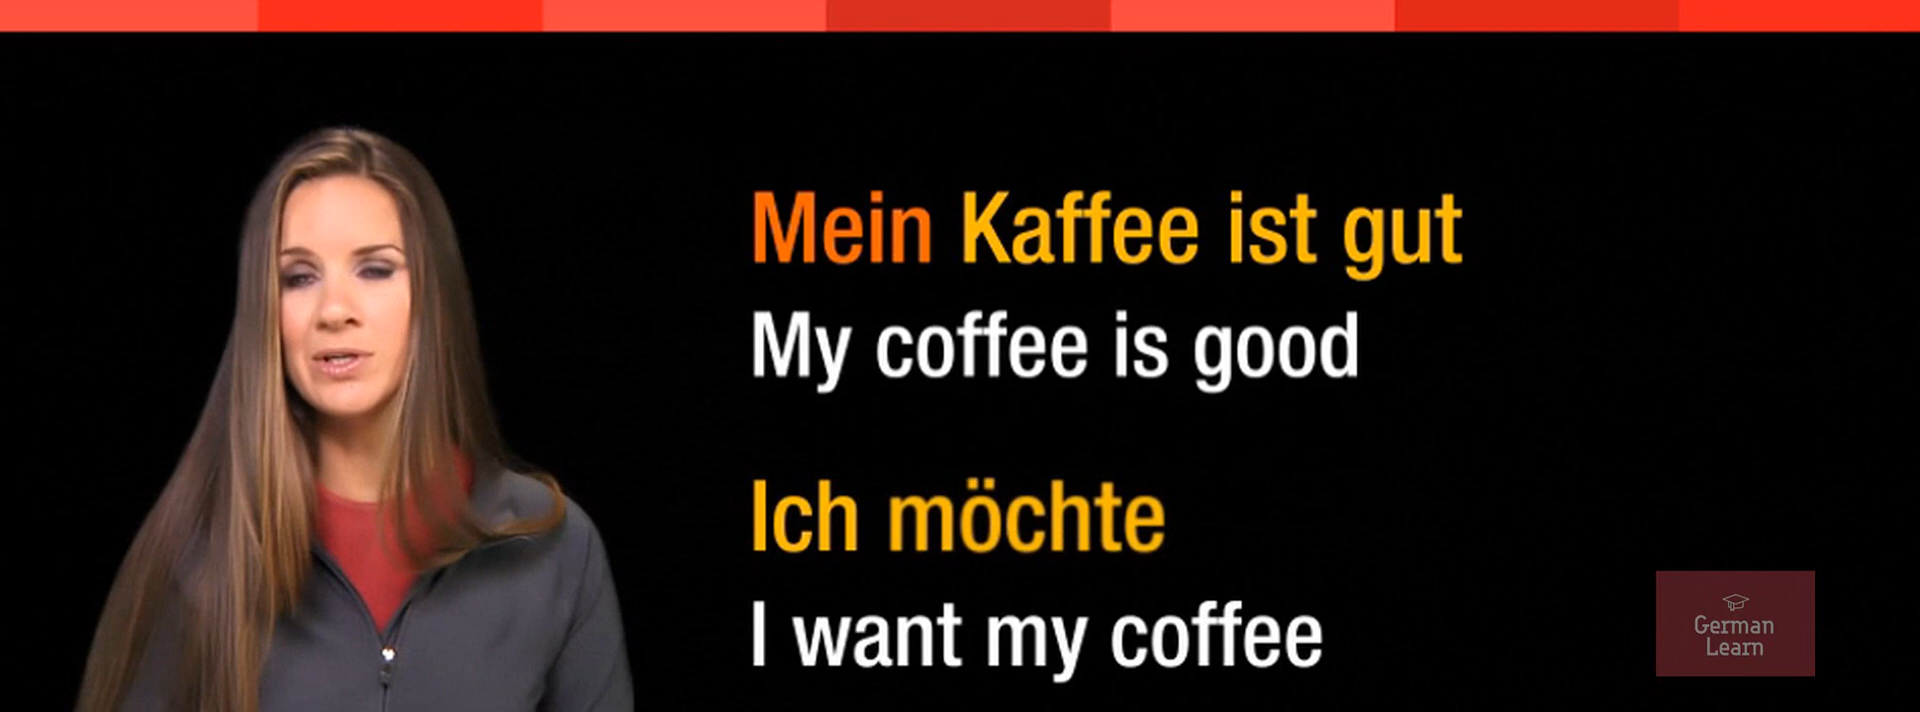 Mein Kaffee ist gut
My coffee is good
Ich möchte
I want my coffee
German
Learn